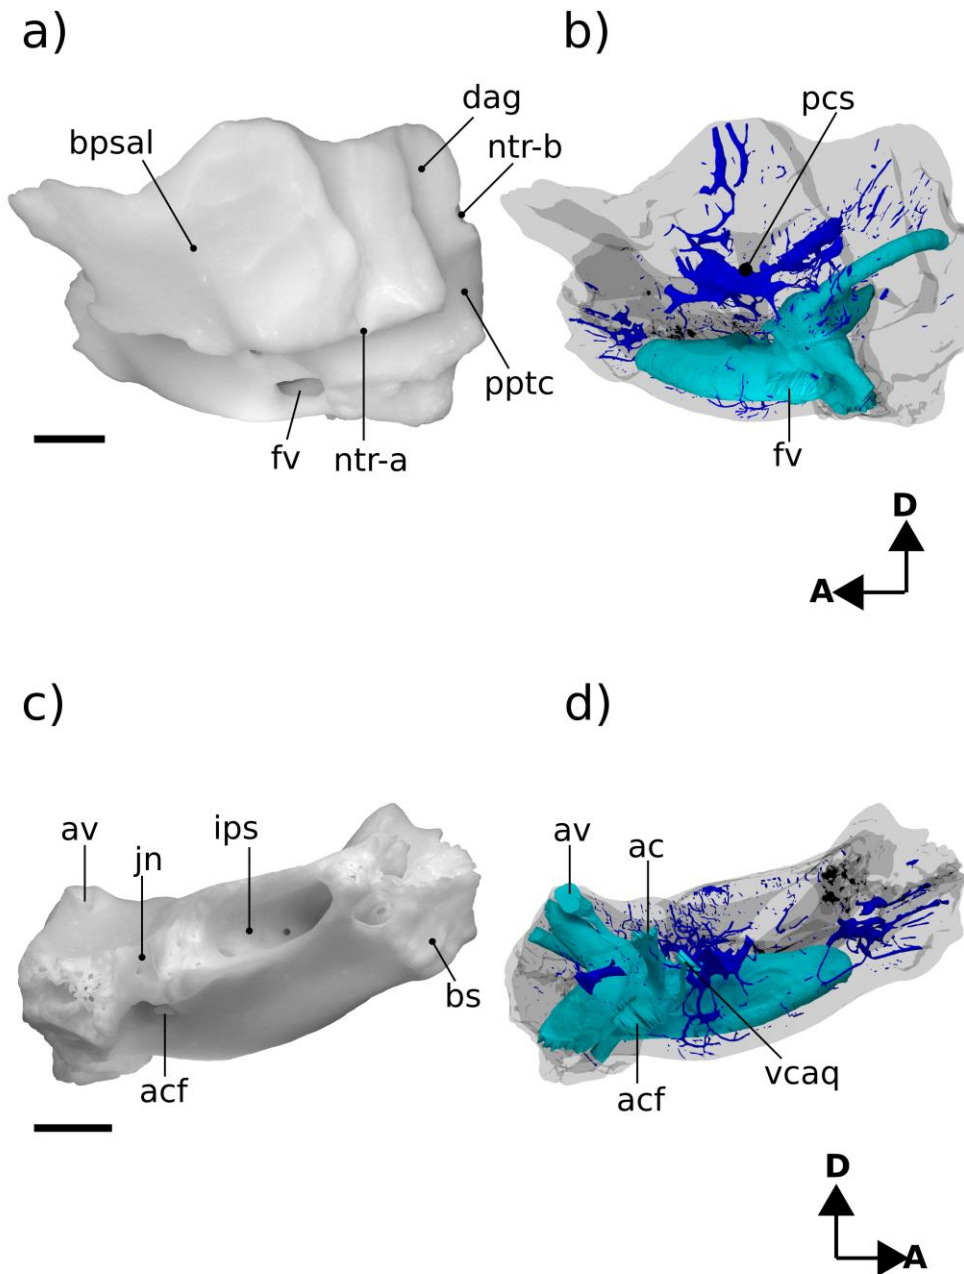 a)
b)
dag
pcs
bpsal
ntr-b
pptc
fv
ntr-a
fv
D
A
c)
d)
av
ips
jn
av
ac
bs
acf
vcaq
acf
D
A